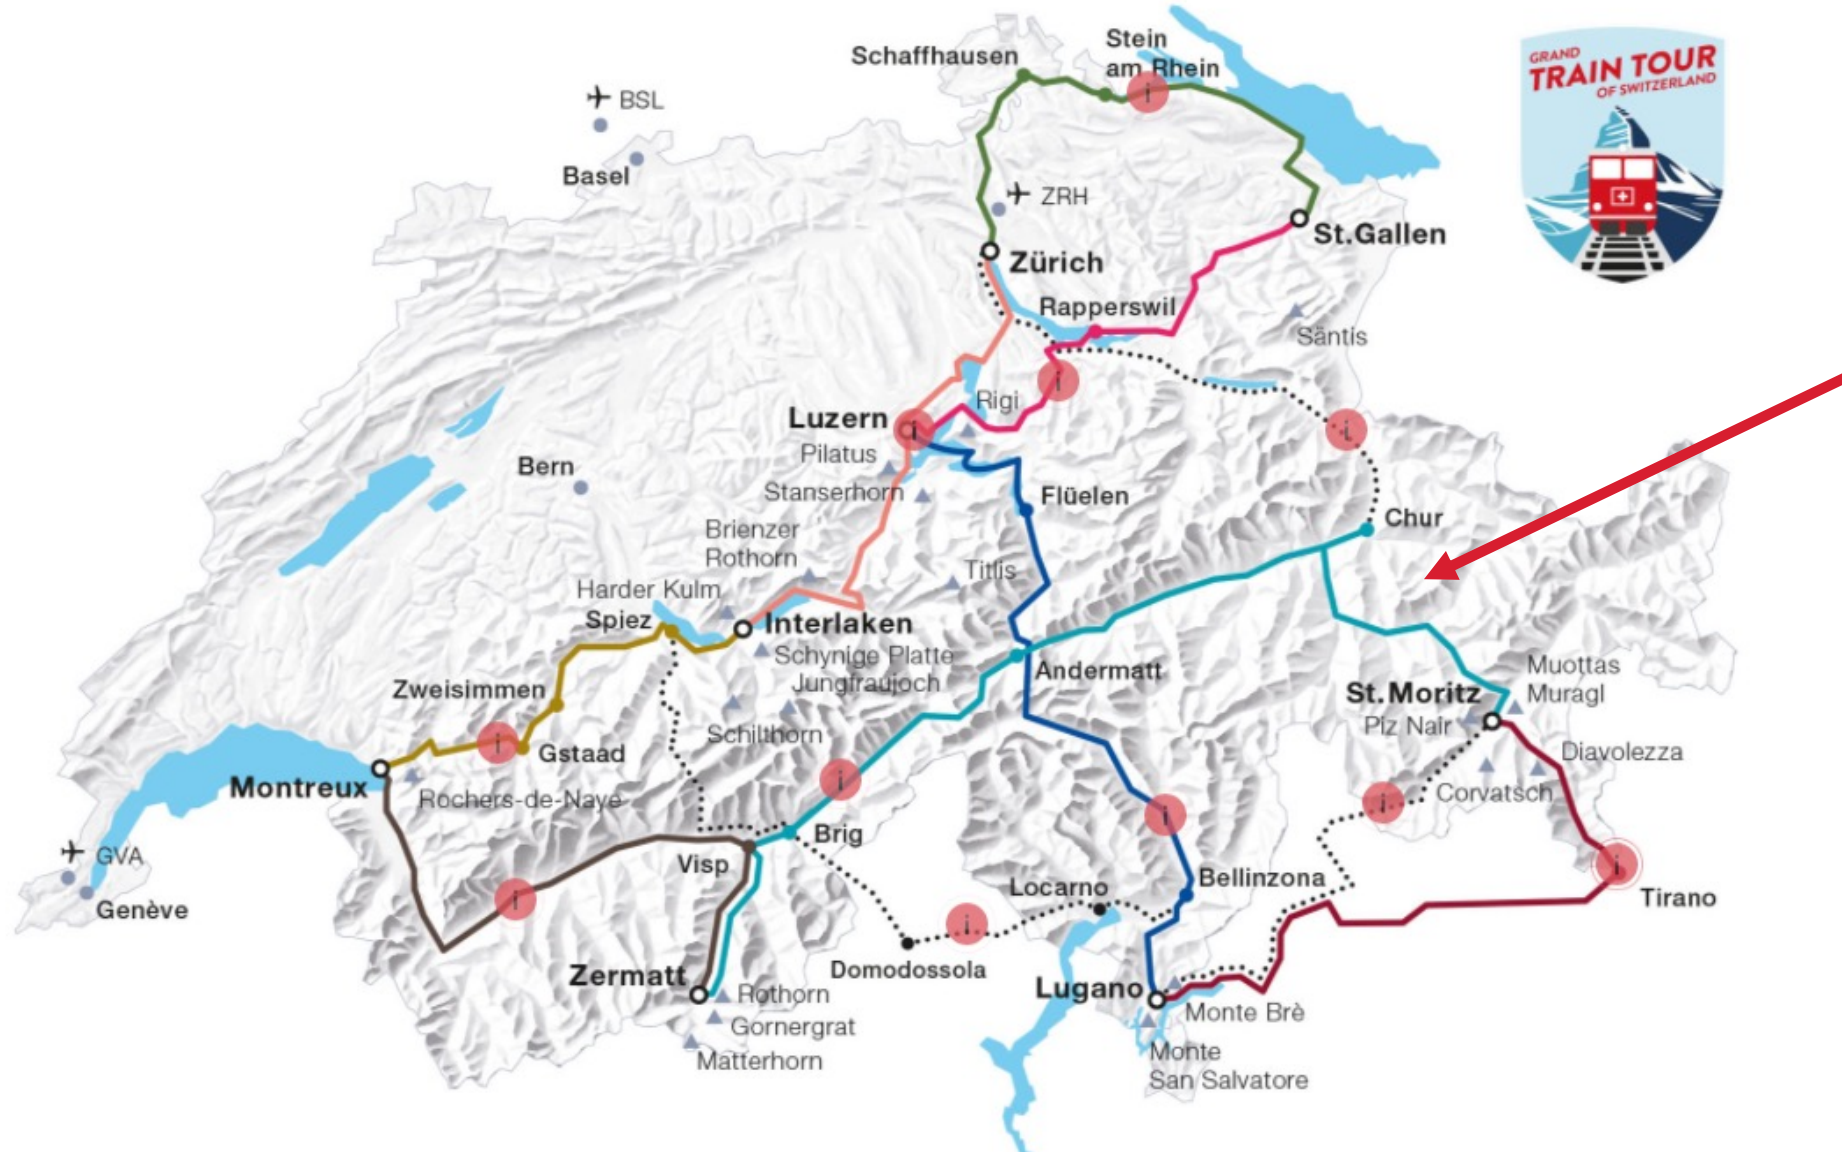 Stein
am Rhein
Schaffhausen
GRAND
TRAIN TOUR
OF SWITZERLAND
BSL
Basel
ZRH
St.Gallen
Zürich
Rapperswil
Säntis
Rigi
Luzern
i
i
i
i
Pilatus
Bern
Stanserhorn
Flüelen
Chur
Brienzer
Rothorn
Titlis
Harder Kulm
Spiez
Interlaken
Schynige Platte
Jungfraujoch
Andermatt
Muottas
Muragl
Zweisimmen
St.Moritz
Piz Nair
Schilthorn
i
Gstaad
Diavolezza
Montreux
Rochers-de-Naye
i
Corvatsch
i
i
Brig
GVA
Visp
i
Tirano
Genève
i
Locarno
Bellinzona
i
Domodossola
Zermatt
Rothorn
Gornergrat
Matterhorn
Lugano
Monte Brè
Monte
San Salvatore